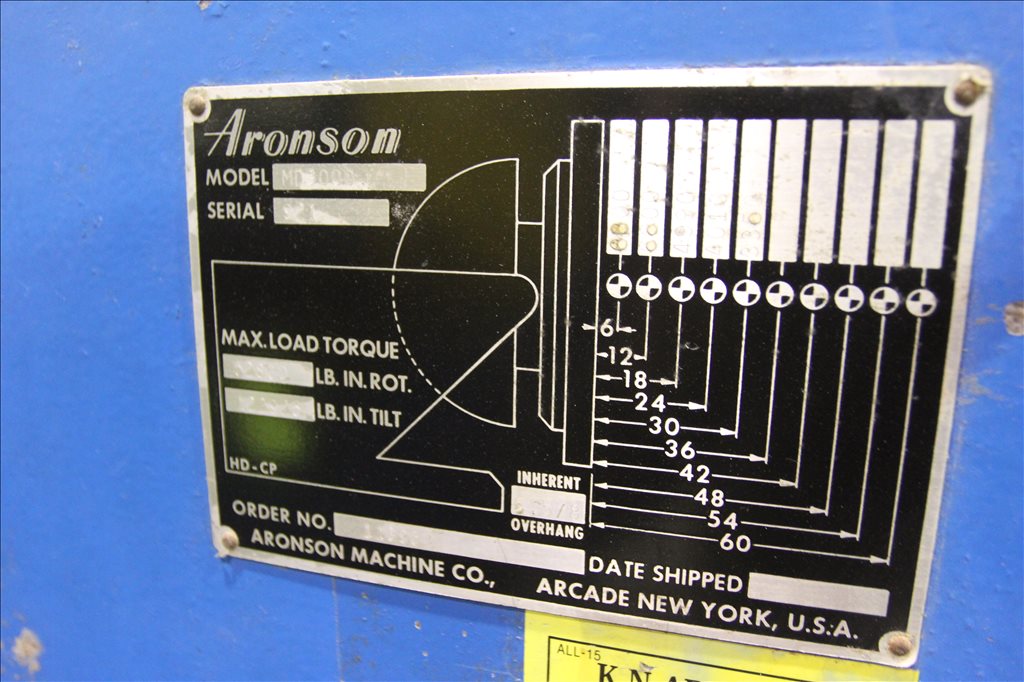 Aronson
MODEL
SERIAL
MAX. LOAD TORQUE
LB. IN. ROT.
LB. IN. TILT
HD-CP
6
12
18
24
30
36
42
48
54
60
INHERENT
OVERHANG
ORDER NO.
DATE SHIPPED
ARONSON MACHINE CO., ARCADE NEW YORK, U.S.A.
ALL-15